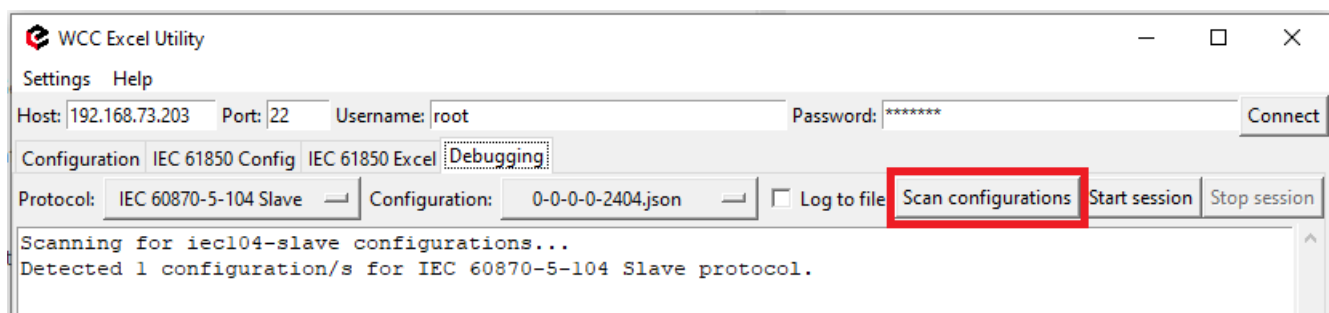 WCC Excel Utility
Settings Help
Host: 192.168.73.203 Port: 22 Username: root Password: ******* Connect
Configuration IEC 61850 Config IEC 61850 Excel Debugging
Protocol: IEC 60870-5-104 Slave Configuration: 0-0-0-0-2404.json Log to file Scan configurations Start session Stop session
Scanning for iec104-slave configurations...
Detected 1 configuration/s for IEC 60870-5-104 Slave protocol.